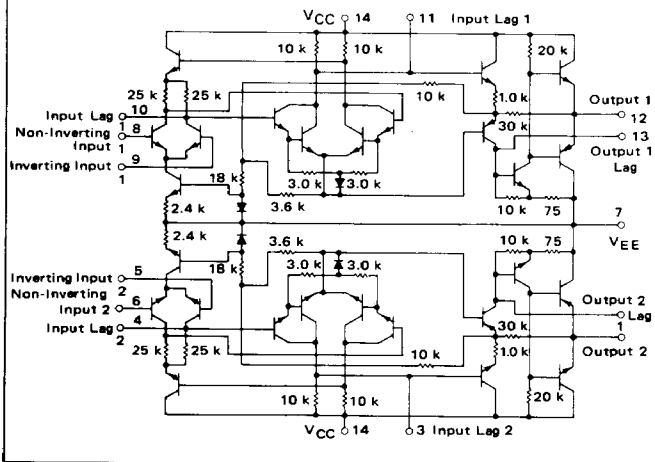 VCC 14 11 Input Lag 1
10 k 10 k 20 k
25 k 25 k 10 k 1.0 k
Input Lag
10
1
Output 1
12
Non-Inverting
Input
8
1
30 k
13
Output 1
Lag
Inverting Input
9
1
18 k 3.0 k 3.0 k
2.4 k 3.6 k 10 k 75
7
VEE
2.4 k 3.6 k 10 k 75
18 k 3.0 k 3.0 k
Inverting Input
5
2
Non-Inverting
Input 2
6
Output 2
Lag
Input Lag
4
2
30 k
1
25 k 25 k 10 k 1.0 k Output 2
10 k 10 k 20 k
VCC 14 3 Input Lag 2